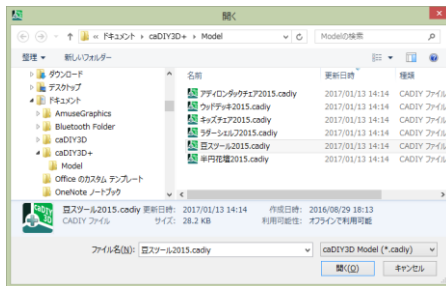 開く
« ドキュメント › caDIY3D+ › Model
Modelの検索
整理 ▼ 新しいフォルダー
ダウンロード
デスクトップ
ドキュメント
AmuseGraphics
Bluetooth Folder
caDIY3D
caDIY3D+
Model
Office のカスタム テンプレート
OneNote ノートブック
名前 更新日時 種類
アディロンダックチェア2015.cadiy 2017/01/13 14:14 CADIY ファイル
ウッドデッキ2015.cadiy 2017/01/13 14:14 CADIY ファイル
キッズチェア2015.cadiy 2017/01/13 14:14 CADIY ファイル
ラダーシェルフ2015.cadiy 2017/01/13 14:14 CADIY ファイル
豆スツール2015.cadiy 2017/01/13 14:14 CADIY ファイル
半円花壇2015.cadiy 2017/01/13 14:14 CADIY ファイル
caDIY 3D
豆スツール2015.cadiy 更新日時: 2017/01/13 14:14 作成日時: 2016/08/29 18:13
CADIY ファイル サイズ: 28.2 KB 利用可能性: オフラインで利用可能
ファイル名(N): 豆スツール2015.cadiy caDIY3D Model (*.cadiy)
開く(O) キャンセル